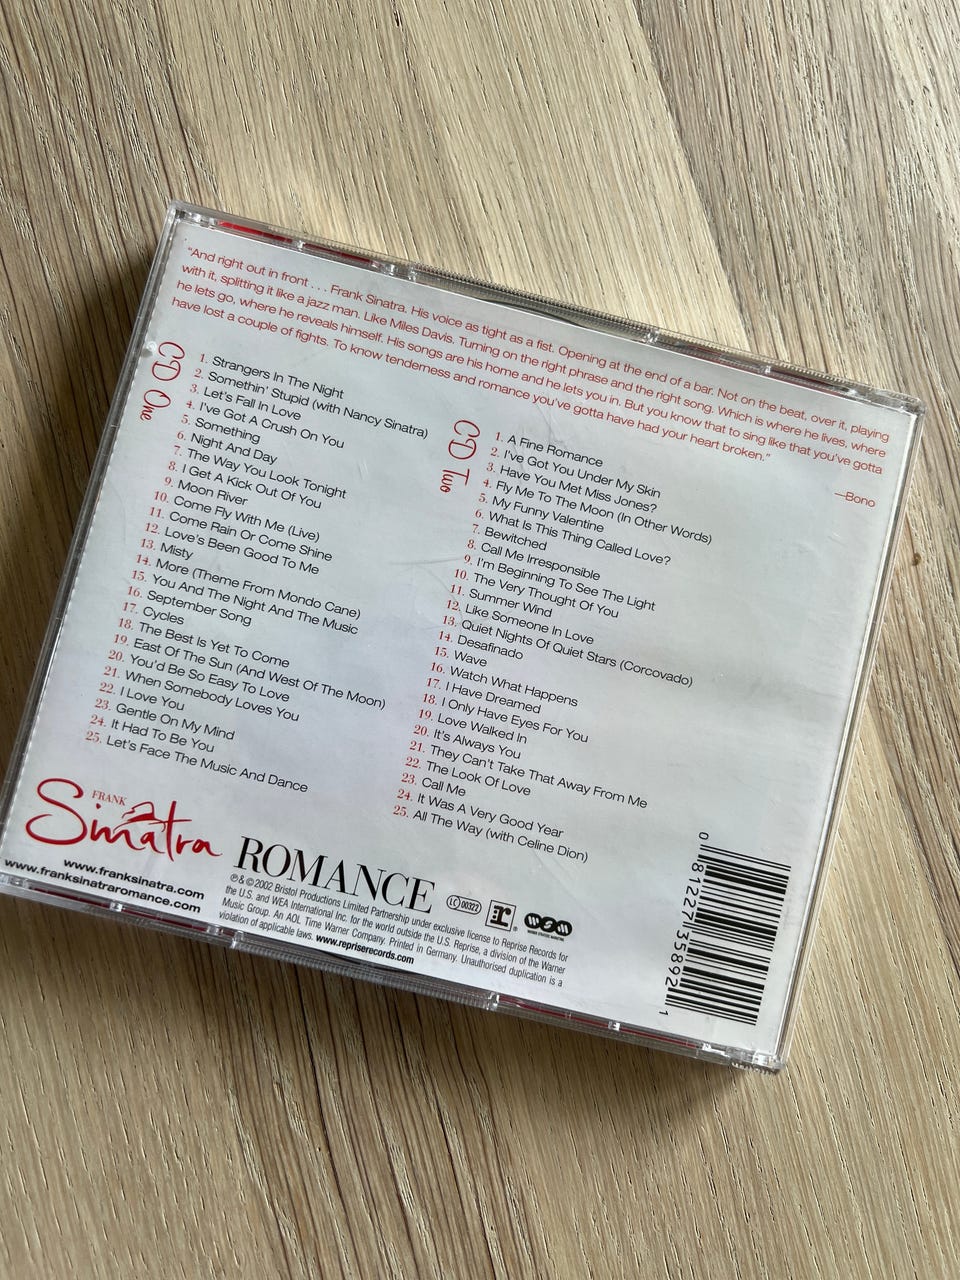 “And right out in front . . . Frank Sinatra. His voice as tight as a fist. Opening at the end of a bar. Not on the beat, over it, playing
with it, splitting it like a jazz man. Like Miles Davis. Turning on the right phrase and the right song. Which is where he lives, where
he lets go, where he reveals himself. His songs are his home and he lets you in. But you know that to sing like that you’ve gotta
have lost a couple of fights. To know tenderness and romance you’ve gotta have had your heart broken.”
—Bono
CD One
1. Strangers In The Night
2. Somethin’ Stupid (with Nancy Sinatra)
3. Let’s Fall In Love
4. I’ve Got A Crush On You
5. Something
6. Night And Day
7. The Way You Look Tonight
8. I Get A Kick Out Of You
9. Moon River
10. Come Fly With Me (Live)
11. Come Rain Or Come Shine
12. Love’s Been Good To Me
13. Misty
14. More (Theme From Mondo Cane)
15. You And The Night And The Music
16. September Song
17. Cycles
18. The Best Is Yet To Come
19. East Of The Sun (And West Of The Moon)
20. You’d Be So Easy To Love
21. When Somebody Loves You
22. I Love You
23. Gentle On My Mind
24. It Had To Be You
25. Let’s Face The Music And Dance
CD Two
1. A Fine Romance
2. I’ve Got You Under My Skin
3. Have You Met Miss Jones?
4. Fly Me To The Moon (In Other Words)
5. My Funny Valentine
6. What Is This Thing Called Love?
7. Bewitched
8. Call Me Irresponsible
9. I’m Beginning To See The Light
10. The Very Thought Of You
11. Summer Wind
12. Like Someone In Love
13. Quiet Nights Of Quiet Stars (Corcovado)
14. Desafinado
15. Wave
16. Watch What Happens
17. I Have Dreamed
18. I Only Have Eyes For You
19. Love Walked In
20. It’s Always You
21. They Can’t Take That Away From Me
22. The Look Of Love
23. Call Me
24. It Was A Very Good Year
25. All The Way (with Celine Dion)
FRANK
Sinatra
ROMANCE
www.franksinatra.com
www.franksinatraromance.com
℗ & © 2002 Bristol Productions Limited Partnership under exclusive license to Reprise Records for
the U.S. and WEA International Inc. for the world outside the U.S. Reprise, a division of the Warner
Music Group. An AOL Time Warner Company. Printed in Germany. Unauthorised duplication is a
violation of applicable laws. www.repriserecords.com
LC 00322
r
0 81227 35892 1